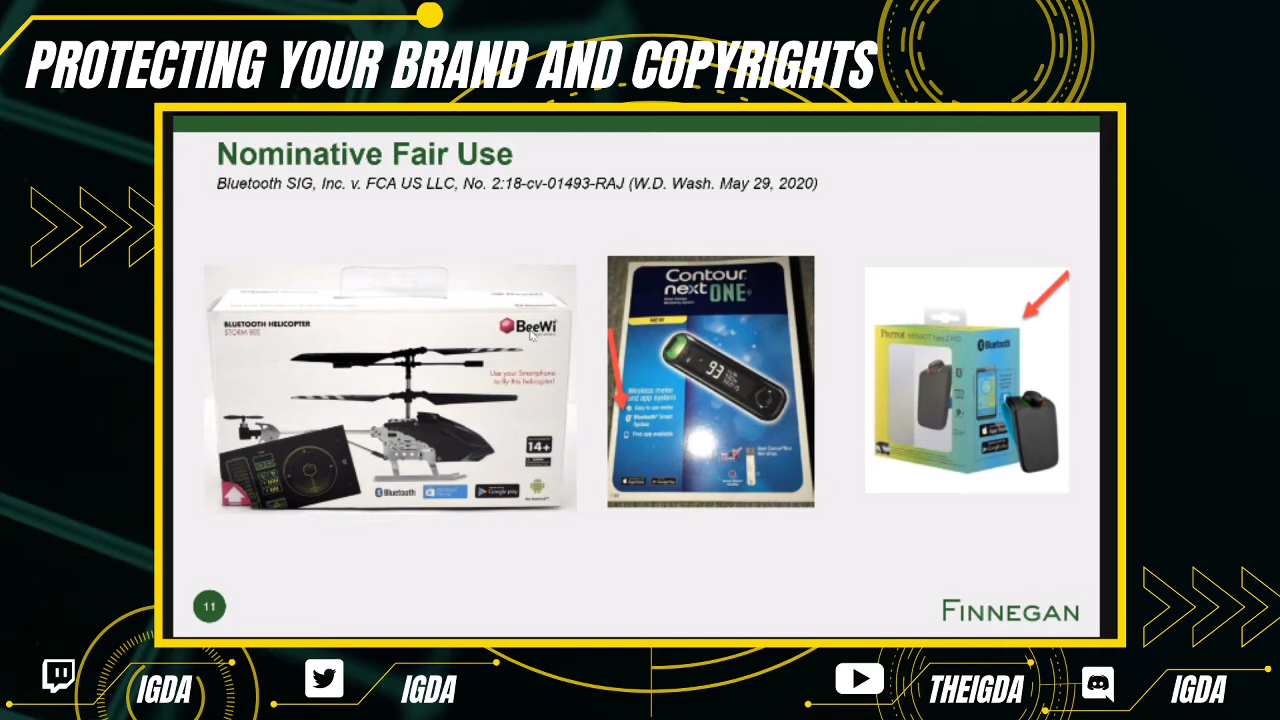 PROTECTING YOUR BRAND AND COPYRIGHTS
Nominative Fair Use
Bluetooth SIG, Inc. v. FCA US LLC, No. 2:18-cv-01493-RAJ (W.D. Wash. May 29, 2020)
BLUETOOTH HELICOPTER
STORM BEE
BeeWi
Use your Smartphone
to fly this helicopter!
14+
Bluetooth
Google play
Contour
next ONE
NEW
93
Wireless meter
and app system
Easy to use meter
Bluetooth® Smart
System
Free app available
Parrot
Bluetooth
11
FINNEGAN
IGDA
IGDA
THEIGDA
IGDA